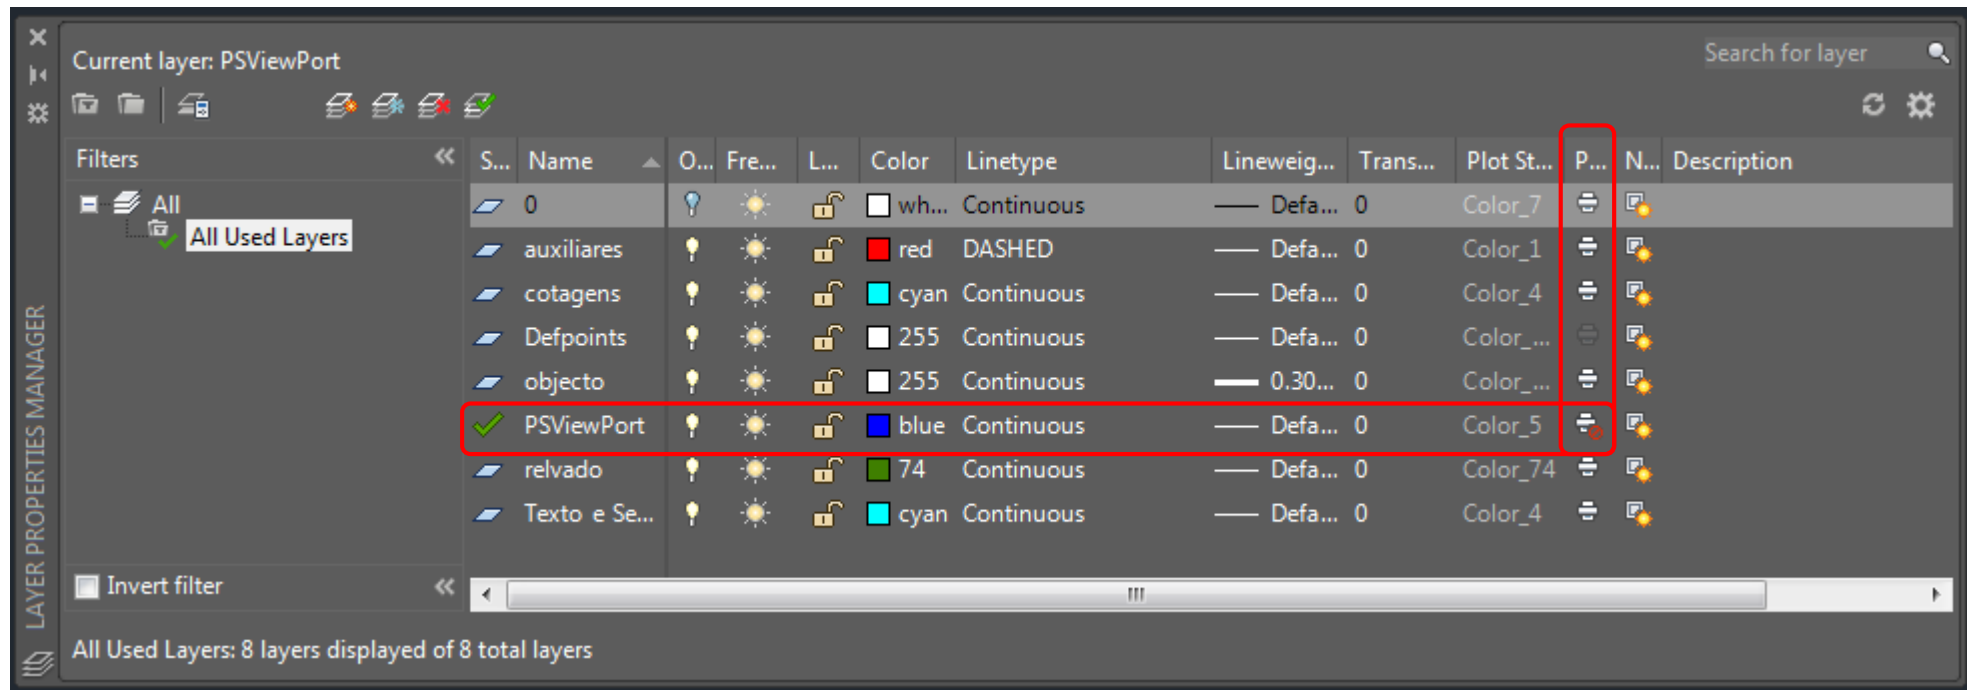 Current layer: PSViewPort
Search for layer
Filters
S... Name O... Fre... L... Color Linetype Lineweig... Trans... Plot St... P... N... Description
All
All Used Layers
0 wh... Continuous Defa... 0 Color_7
auxiliares red DASHED Defa... 0 Color_1
cotagens cyan Continuous Defa... 0 Color_4
Defpoints 255 Continuous Defa... 0 Color_...
objecto 255 Continuous 0.30... 0 Color_...
PSViewPort blue Continuous Defa... 0 Color_5
relvado 74 Continuous Defa... 0 Color_74
Texto e Se... cyan Continuous Defa... 0 Color_4
Invert filter
All Used Layers: 8 layers displayed of 8 total layers
LAYER PROPERTIES MANAGER